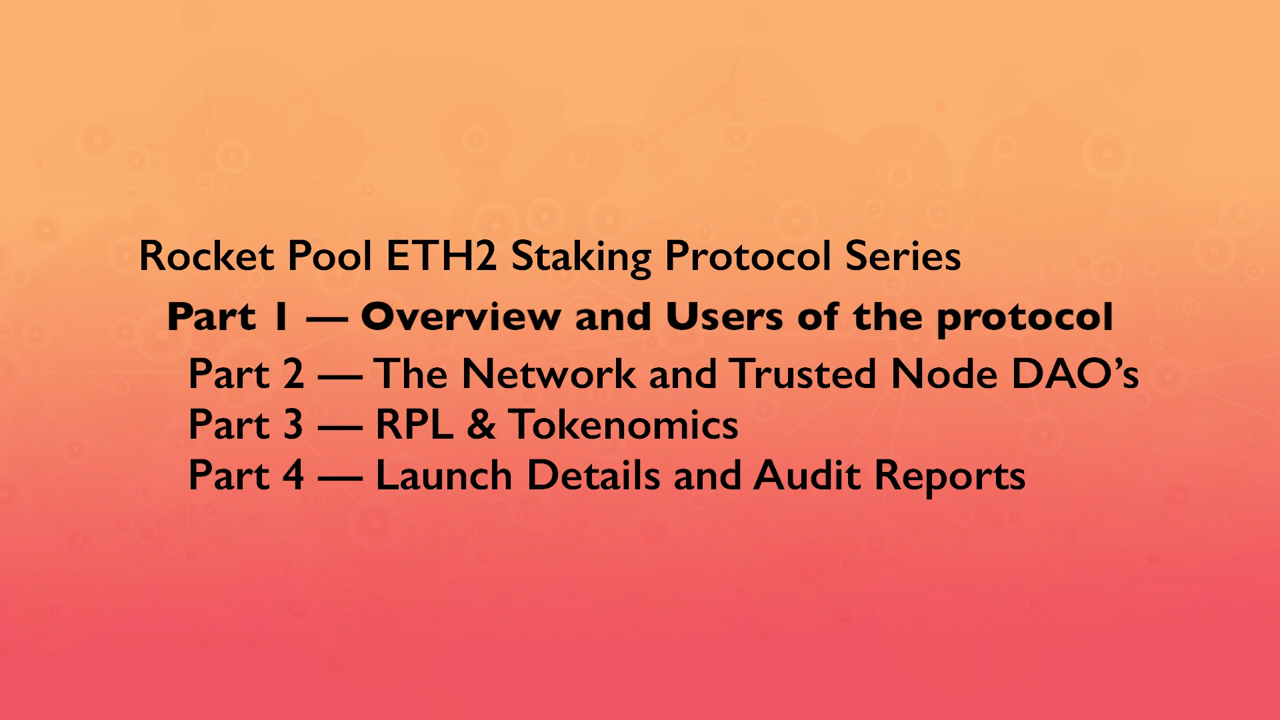 Rocket Pool ETH2 Staking Protocol Series
Part 1 — Overview and Users of the protocol
Part 2 — The Network and Trusted Node DAO’s
Part 3 — RPL & Tokenomics
Part 4 — Launch Details and Audit Reports